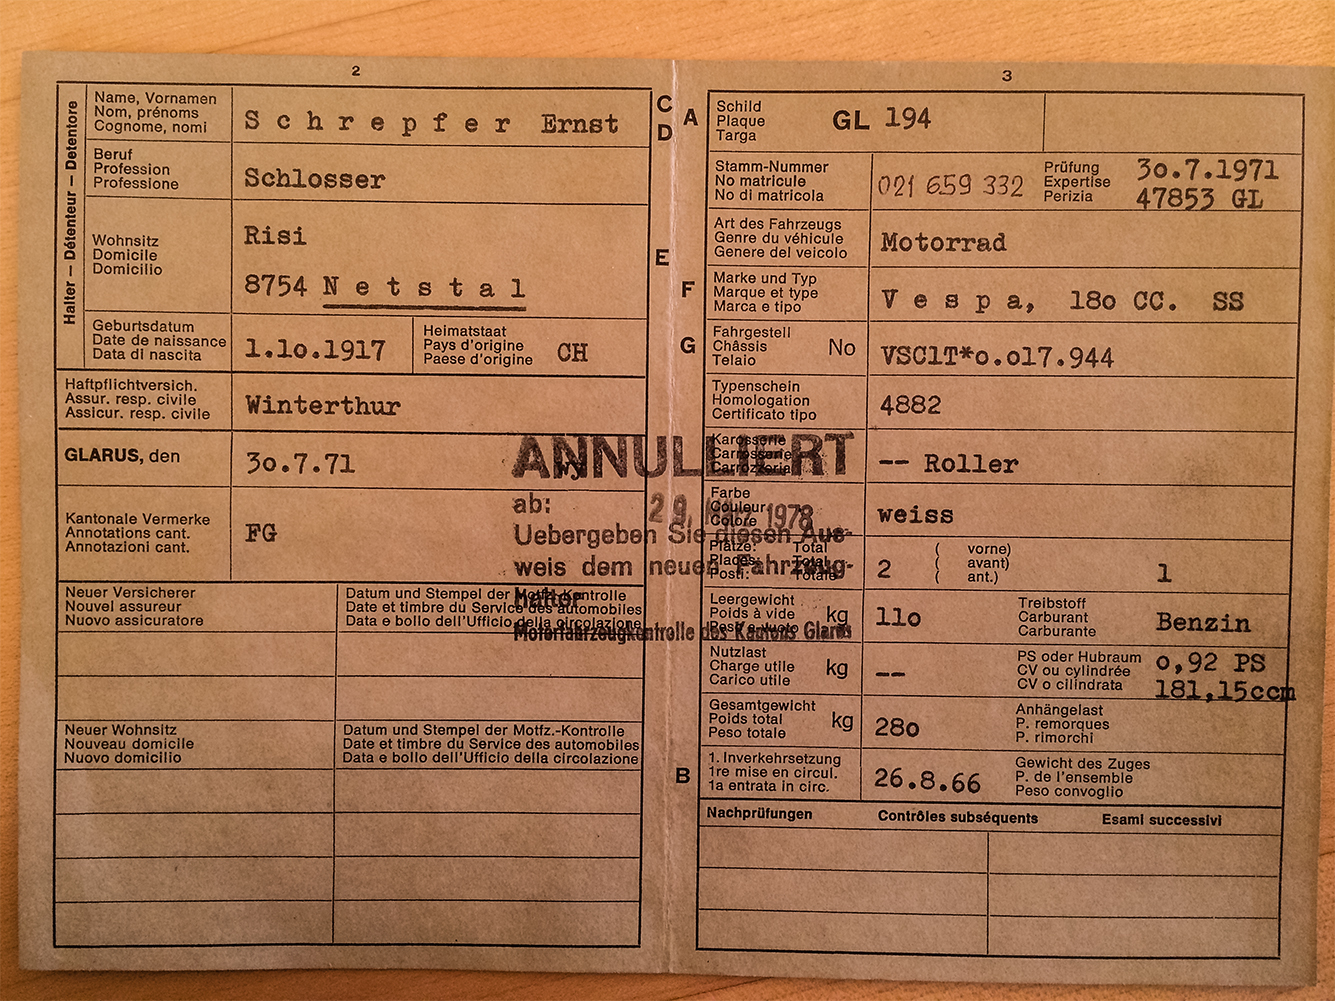 2
Halter – Détenteur – Detentore
Name, Vornamen
Nom, prénoms
Cognome, nomi
Schrepfer Ernst
Beruf
Profession
Professione
Schlosser
Wohnsitz
Domicile
Domicilio
Risi
8754 Netstal
Geburtsdatum
Date de naissance
Data di nascita
1.10.1917
Heimatstaat
Pays d'origine
Paese d'origine
CH
Haftpflichtversich.
Assur. resp. civile
Assicur. resp. civile
Winterthur
GLARUS, den
30.7.71
Kantonale Vermerke
Annotations cant.
Annotazioni cant.
FG
ANNULLIERT
ab:
29. März 1978
Uebergeben Sie diesen Aus-
weis dem neuen Fahrzeug-
halter
Motorfahrzeugkontrolle des Kantons Glarus
Neuer Versicherer
Nouvel assureur
Nuovo assicuratore
Datum und Stempel der Motfz.-Kontrolle
Date et timbre du Service des automobiles
Data e bollo dell'Ufficio della circolazione
Neuer Wohnsitz
Nouveau domicile
Nuovo domicilio
Datum und Stempel der Motfz.-Kontrolle
Date et timbre du Service des automobiles
Data e bollo dell'Ufficio della circolazione
C
D
E
3
A
Schild
Plaque
Targa
GL 194
Stamm-Nummer
No matricule
No di matricola
021 659 332
Prüfung
Expertise
Perizia
30.7.1971
47853 GL
Art des Fahrzeugs
Genre du véhicule
Genere del veicolo
Motorrad
F
Marke und Typ
Marque et type
Marca e tipo
Vespa, 180 CC. SS
G
Fahrgestell
Châssis
Telaio
No
VSC1T*0.017.944
Typenschein
Homologation
Certificato tipo
4882
Karosserie
Carrosserie
Carrozzeria
-- Roller
Farbe
Couleur
Colore
weiss
Plätze: Total
Places: Total
Posti: Totale
2
( vorne)
( avant)
( ant.)
1
Leergewicht
Poids à vide
Peso a vuoto
kg
110
Treibstoff
Carburant
Carburante
Benzin
Nutzlast
Charge utile
Carico utile
kg
--
PS oder Hubraum
CV ou cylindrée
CV o cilindrata
0,92 PS
181,15ccm
Gesamtgewicht
Poids total
Peso totale
kg
280
Anhängelast
P. remorques
P. rimorchi
B
1. Inverkehrsetzung
1re mise en circul.
1a entrata in circ.
26.8.66
Gewicht des Zuges
P. de l'ensemble
Peso convoglio
Nachprüfungen Contrôles subséquents Esami successivi